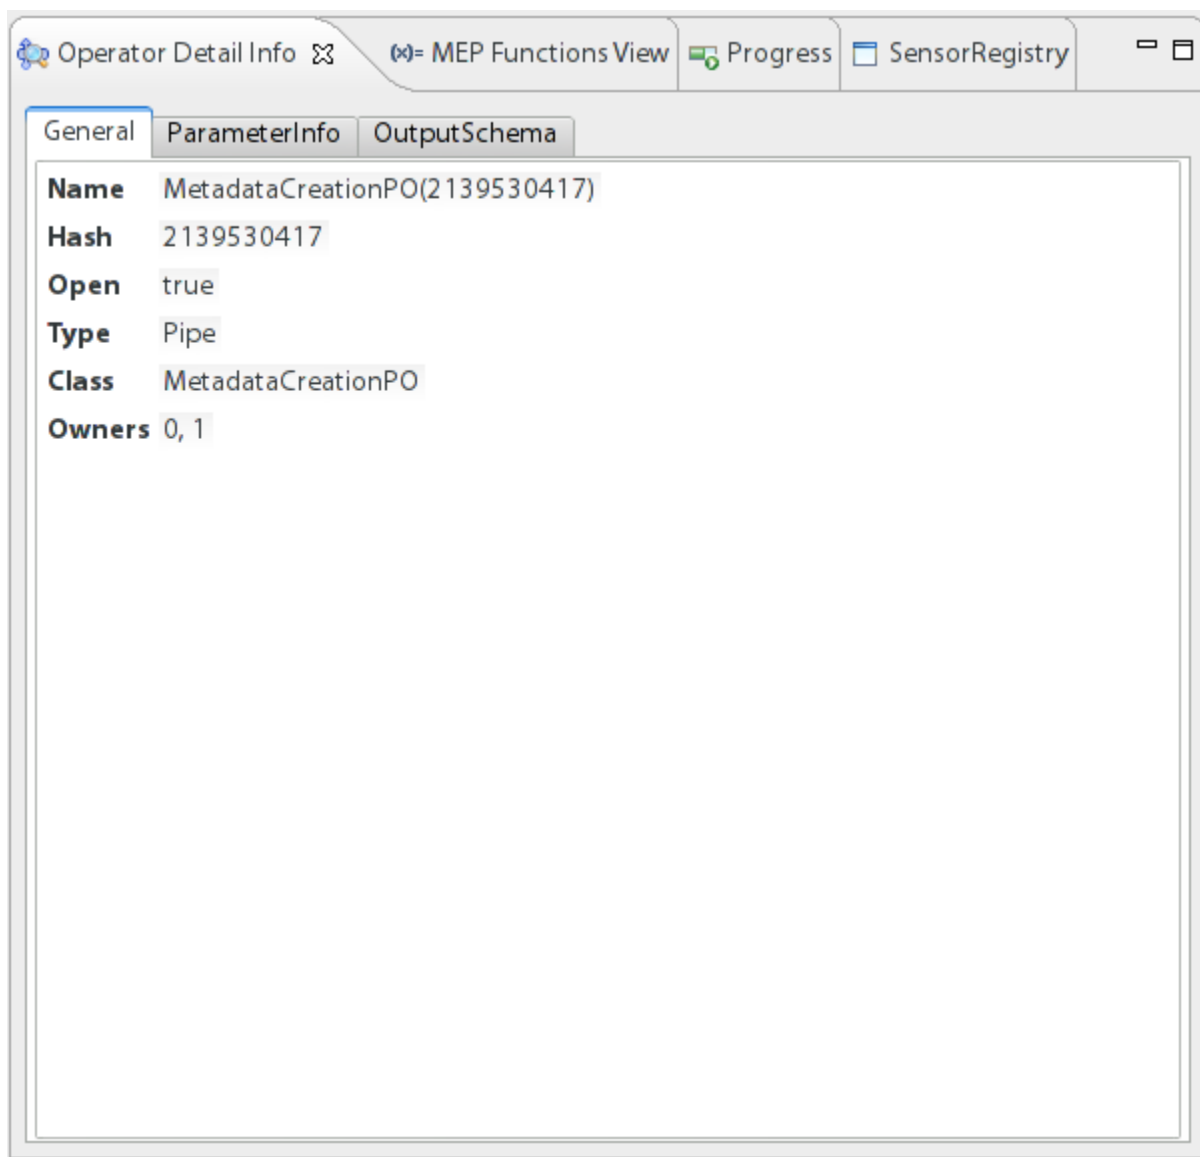 Operator Detail Info (x)= MEP Functions View Progress SensorRegistry
General ParameterInfo OutputSchema
Name MetadataCreationPO(2139530417)
Hash 2139530417
Open true
Type Pipe
Class MetadataCreationPO
Owners 0, 1